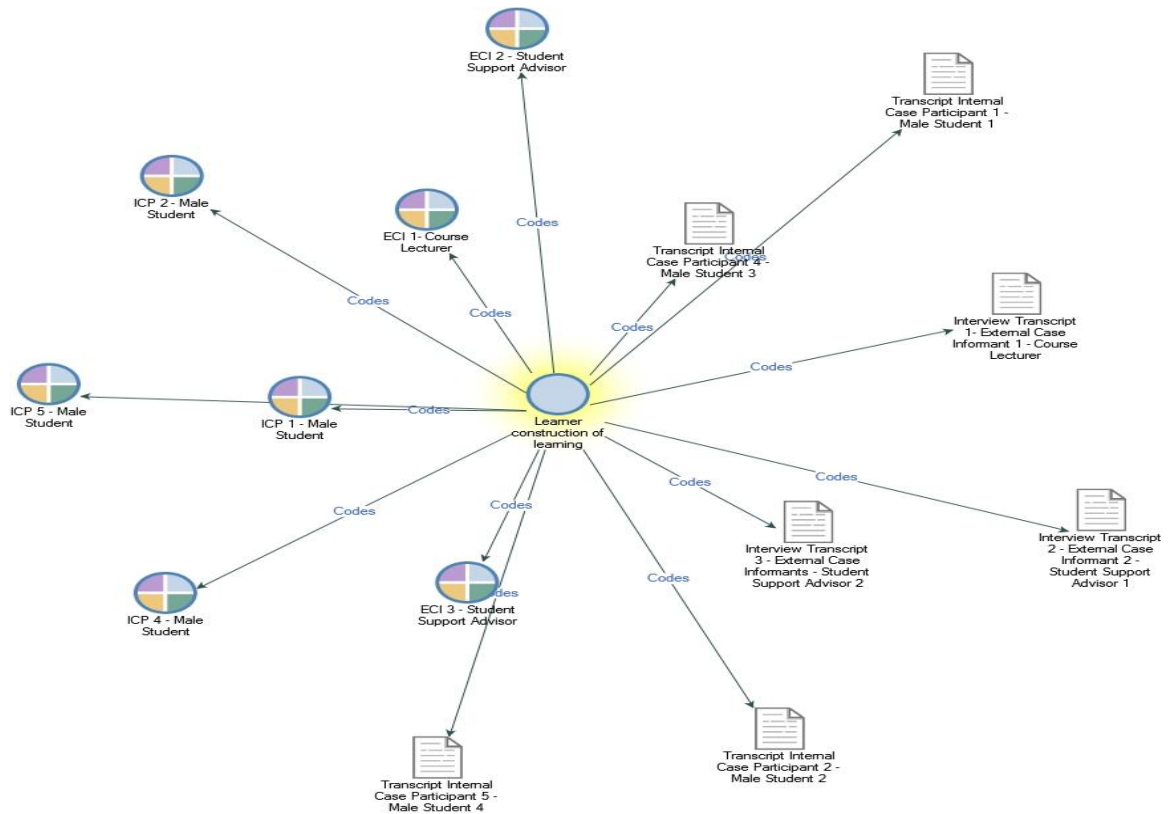 ECI 2 - Student
Support Advisor
Transcript Internal
Case Participant 1 -
Male Student 1
ICP 2 - Male
Student
ECI 1- Course
Lecturer
Codes
Transcript Internal
Case Participant 4 -
Male Student 3
Codes
Codes
Codes
Codes
Interview Transcript
1- External Case
Informant 1 - Course
Lecturer
Codes
ICP 5 - Male
Student
ICP 1 - Male
Student
Codes
Learner
construction of
learning
Codes
Codes
Codes
Codes
Interview Transcript
3 - External Case
Informants - Student
Support Advisor 2
Interview Transcript
2 - External Case
Informant 2 -
Student Support
Advisor 1
ICP 4 - Male
Student
ECI 3 - Student
Support Advisor
Codes
Codes
Transcript Internal
Case Participant 5 -
Male Student 4
Transcript Internal
Case Participant 2 -
Male Student 2